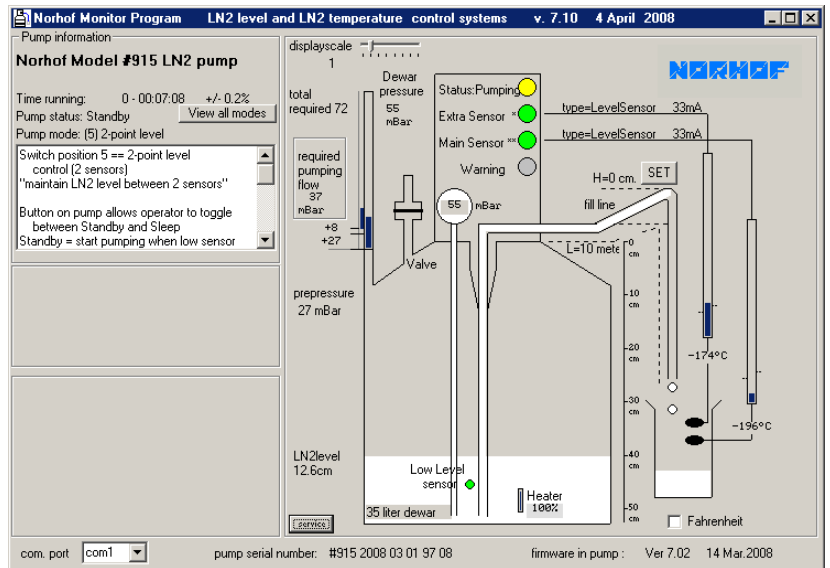 Norhof Monitor Program LN2 level and LN2 temperature control systems v. 7.10 4 April 2008
Pump information
Norhof Model #915 LN2 pump
Time running: 0 - 00:07:08 +/- 0.2%
Pump status: Standby
View all modes
Pump mode: (5) 2-point level
Switch position 5 == 2-point level
control (2 sensors)
"maintain LN2 level between 2 sensors"
Button on pump allows operator to toggle
between Standby and Sleep
Standby = start pumping when low sensor
displayscale
1
total
required 72
Dewar
pressure
55
mBar
Status:Pumping
Extra Sensor *
Main Sensor **
Warning
type=LevelSensor 33mA
type=LevelSensor 33mA
NORHOF
required
pumping
flow
37
mBar
+8
+27
55 mBar
H=0 cm.
SET
fill line
L=10 mete
Valve
prepressure
27 mBar
0
cm
-10
cm
-20
cm
-30
cm
-40
cm
-50
cm
-174°C
-196°C
LN2level
12.6cm
Low Level
sensor
Heater
100%
35 liter dewar
service
Fahrenheit
com. port com1
pump serial number: #915 2008 03 01 97 08
firmware in pump : Ver 7.02 14 Mar.2008